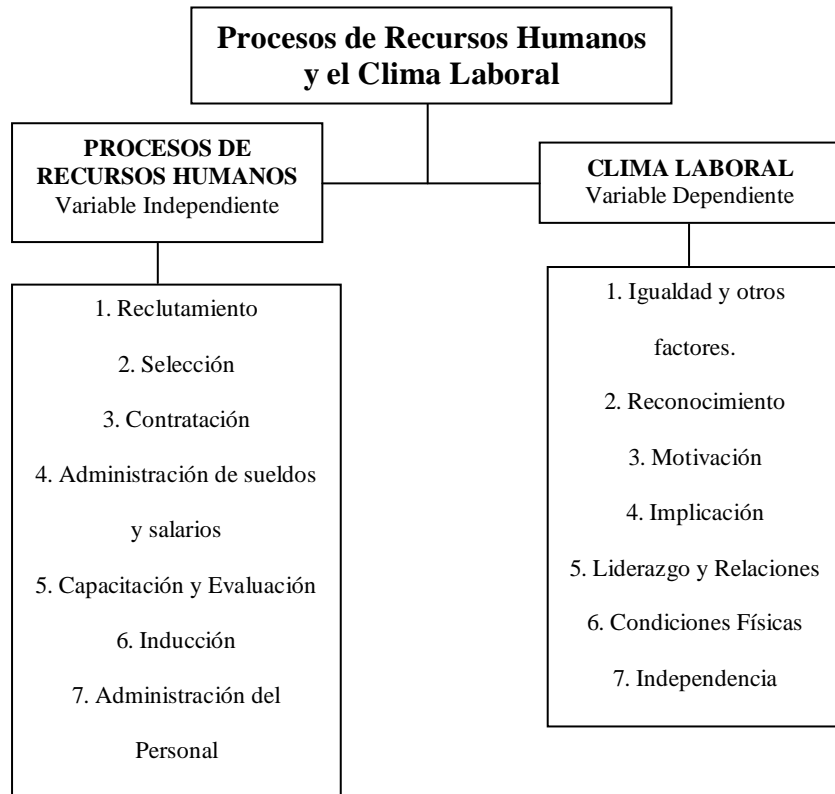 Procesos de Recursos Humanos
y el Clima Laboral
PROCESOS DE
RECURSOS HUMANOS
Variable Independiente
CLIMA LABORAL
Variable Dependiente
1. Reclutamiento
2. Selección
3. Contratación
4. Administración de sueldos
y salarios
5. Capacitación y Evaluación
6. Inducción
7. Administración del
Personal
1. Igualdad y otros
factores.
2. Reconocimiento
3. Motivación
4. Implicación
5. Liderazgo y Relaciones
6. Condiciones Físicas
7. Independencia